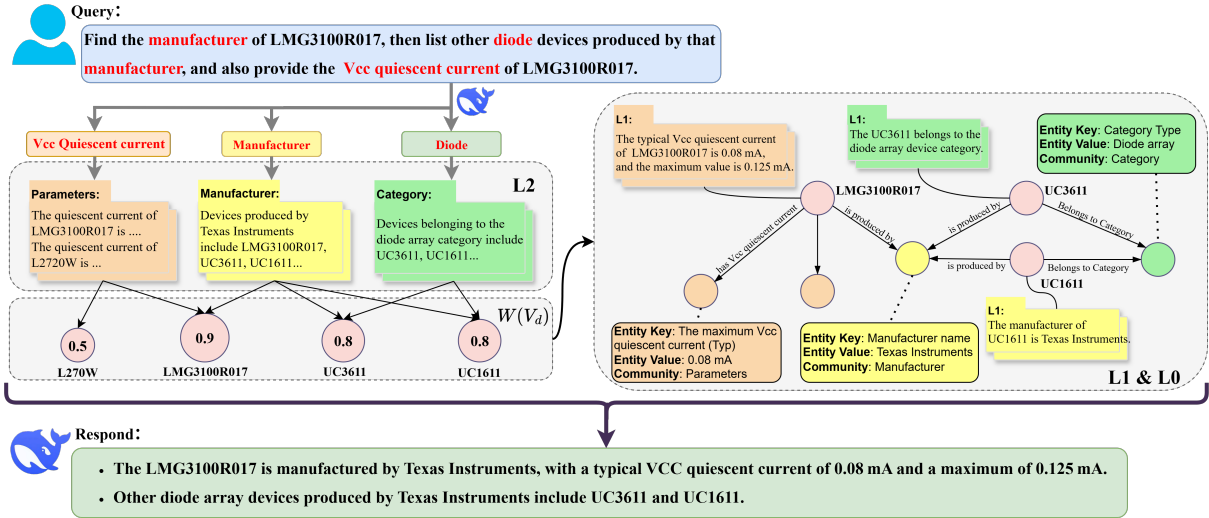 Query:
Find the manufacturer of LMG3100R017, then list other diode devices produced by that
manufacturer, and also provide the Vcc quiescent current of LMG3100R017.
Vcc Quiescent current
Manufacturer
Diode
L2
Parameters:
The quiescent current of
LMG3100R017 is ....
The quiescent current of
L2720W is ...
Manufacturer:
Devices produced by
Texas Instruments
include LMG3100R017,
UC3611, UC1611...
Category:
Devices belonging to the
diode array category include
UC3611, UC1611...
W(V_d)
0.5
0.9
0.8
0.8
L270W
LMG3100R017
UC3611
UC1611
L1:
The typical Vcc quiescent current
of LMG3100R017 is 0.08 mA,
and the maximum value is 0.125 mA.
L1:
The UC3611 belongs to the
diode array device category.
Entity Key: Category Type
Entity Value: Diode array
Community: Category
LMG3100R017
UC3611
has Vcc quiescent current
is produced by
is produced by
Belongs to Category
is produced by
Belongs to Category
UC1611
L1:
The manufacturer of
UC1611 is Texas Instruments.
Entity Key: The maximum Vcc
quiescent current (Typ)
Entity Value: 0.08 mA
Community: Parameters
Entity Key: Manufacturer name
Entity Value: Texas Instruments
Community: Manufacturer
L1 & L0
Respond:
• The LMG3100R017 is manufactured by Texas Instruments, with a typical VCC quiescent current of 0.08 mA and a maximum of 0.125 mA.
• Other diode array devices produced by Texas Instruments include UC3611 and UC1611.